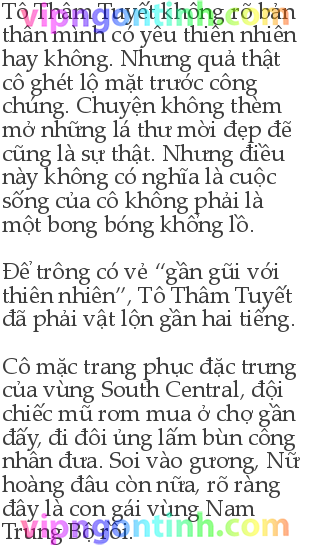 Tô Thâm Tuyết không rõ bản
thân mình có yêu thiên nhiên
hay không. Nhưng quả thật
cô ghét lộ mặt trước công
chúng. Chuyện không thèm
mở những lá thư mời đẹp đẽ
cũng là sự thật. Nhưng điều
này không có nghĩa là cuộc
sống của cô không phải là
một bong bóng khổng lồ.
Để trông có vẻ “gần gũi với
thiên nhiên”, Tô Thâm Tuyết
đã phải vật lộn gần hai tiếng.
Cô mặc trang phục đặc trưng
của vùng South Central, đội
chiếc mũ rơm mua ở chợ gần
đấy, đi đôi ủng lấm bùn công
nhân đưa. Soi vào gương, Nữ
hoàng đâu còn nữa, rõ ràng
đây là con gái vùng Nam
Trung Bộ rồi.
vipngontinh.com
vipngontinh.com